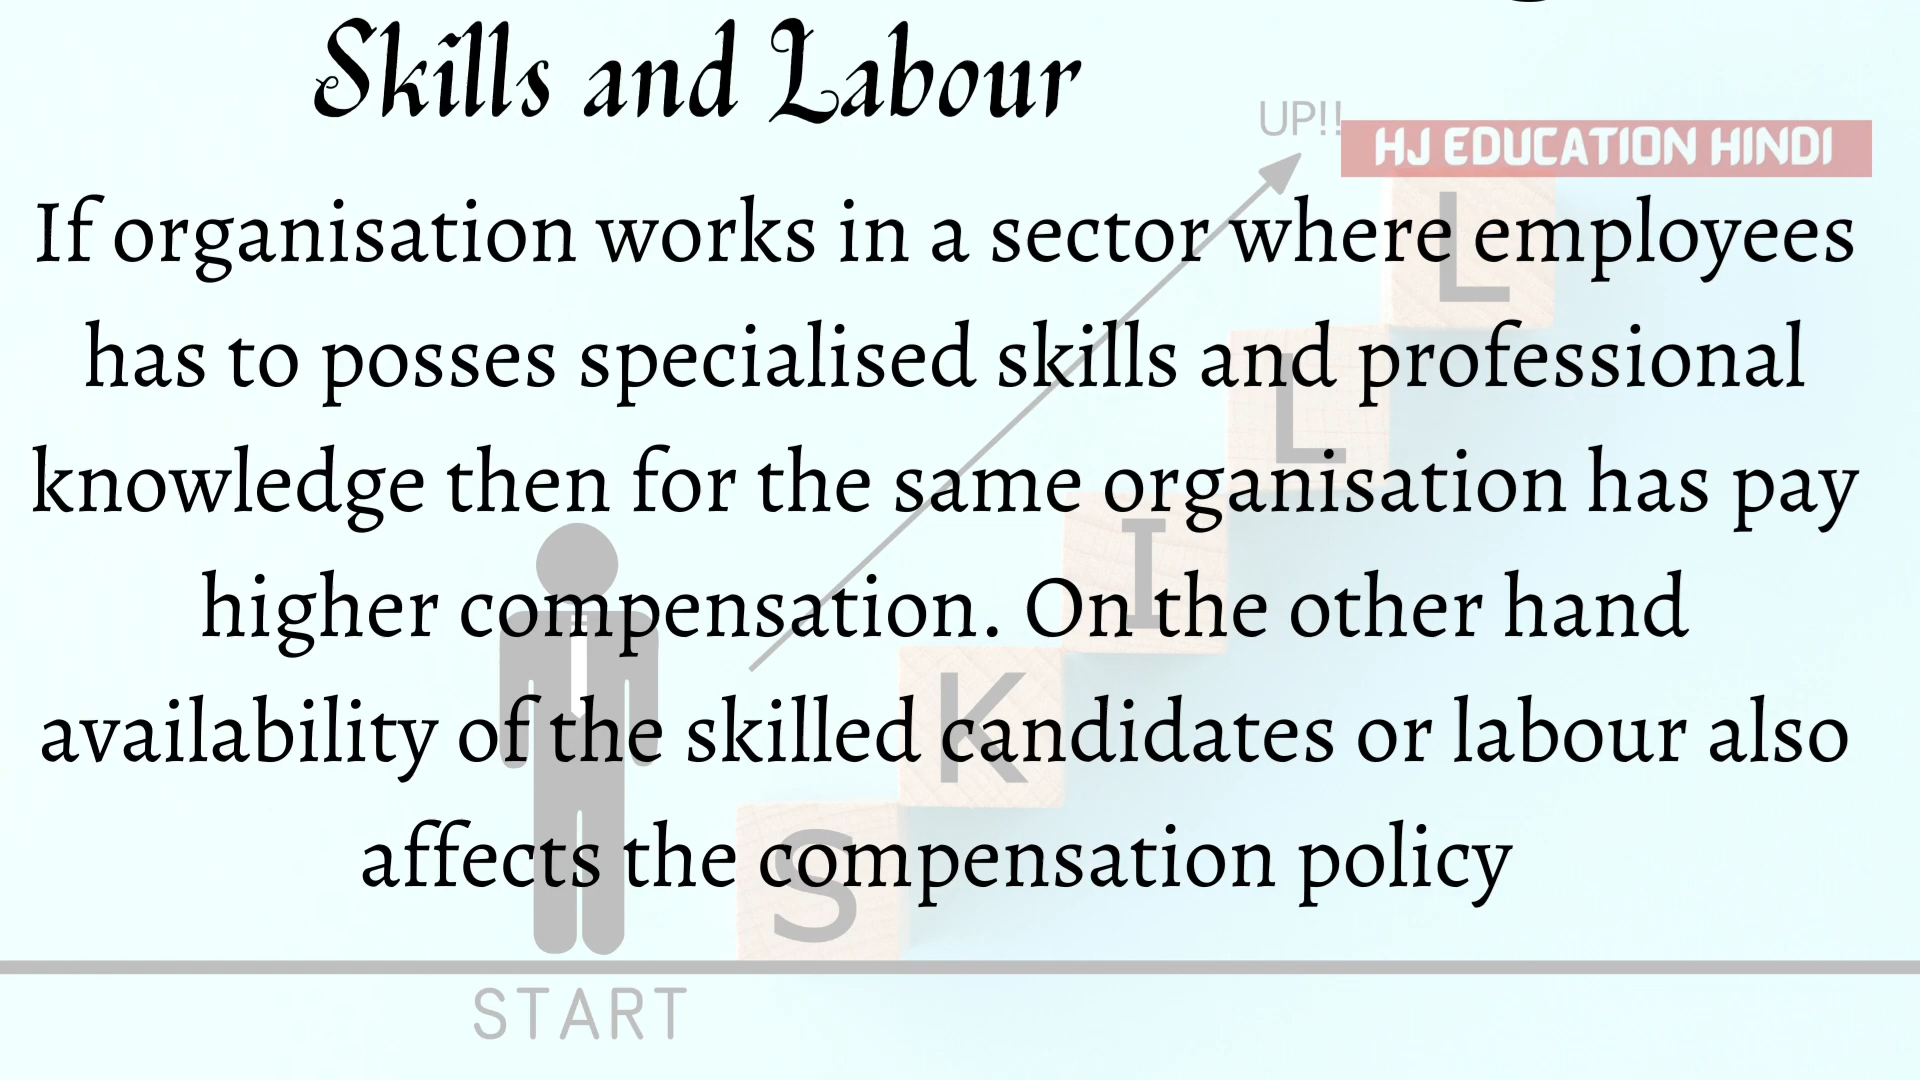 Skills and Labour
UP!!
HJ EDUCATION HINDI
If organisation works in a sector where employees
has to posses specialised skills and professional
knowledge then for the same organisation has pay
higher compensation. On the other hand
availability of the skilled candidates or labour also
affects the compensation policy
L
L
I
K
S
START